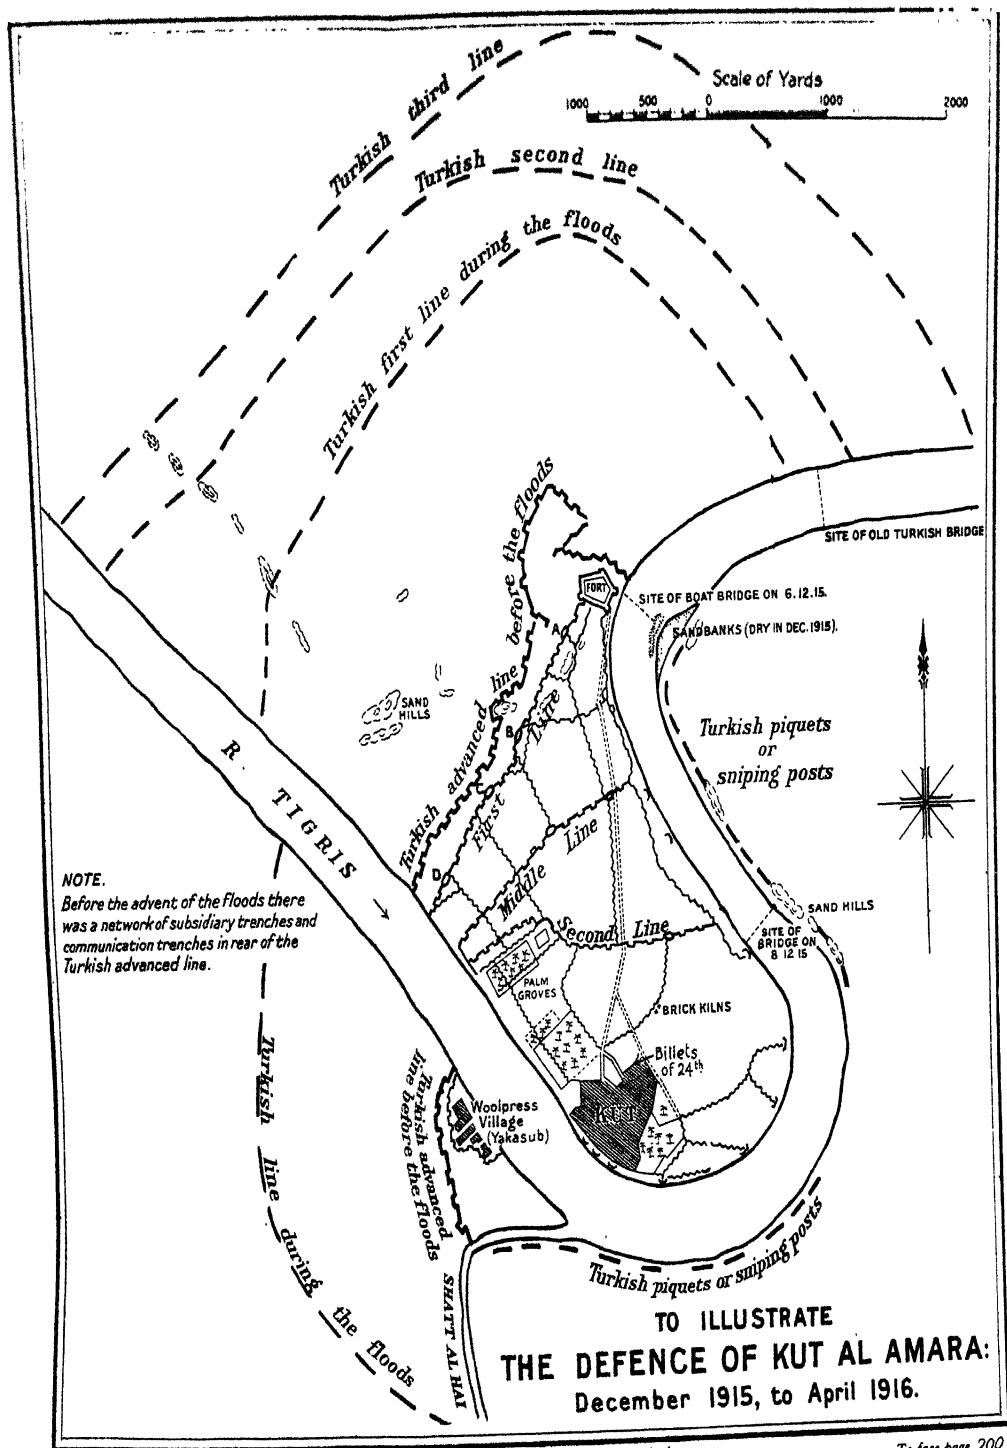 Scale of Yards
1000 500 0 1000 2000
Turkish third line
Turkish second line
Turkish first line during the floods
Turkish advanced line before the floods
FORT
SITE OF OLD TURKISH BRIDGE
SITE OF BOAT BRIDGE ON 6.12.15.
SANDBANKS (DRY IN DEC. 1915).
A
B
C
D
First Line
SAND
HILLS
Turkish piquets
or
sniping posts
R. TIGRIS
Middle Line
Second Line
NOTE.
Before the advent of the floods there
was a network of subsidiary trenches and
communication trenches in rear of the
Turkish advanced line.
SAND HILLS
SITE OF
BRIDGE ON
8 12 15
PALM
GROVES
BRICK KILNS
Billets
of 24th
KUT
Woolpress
Village
(Yakasub)
Turkish advanced
line before the floods
Turkish line during the floods
SHATT AL HAI
Turkish piquets or sniping posts
TO ILLUSTRATE
THE DEFENCE OF KUT AL AMARA:
December 1915, to April 1916.
To face page 200